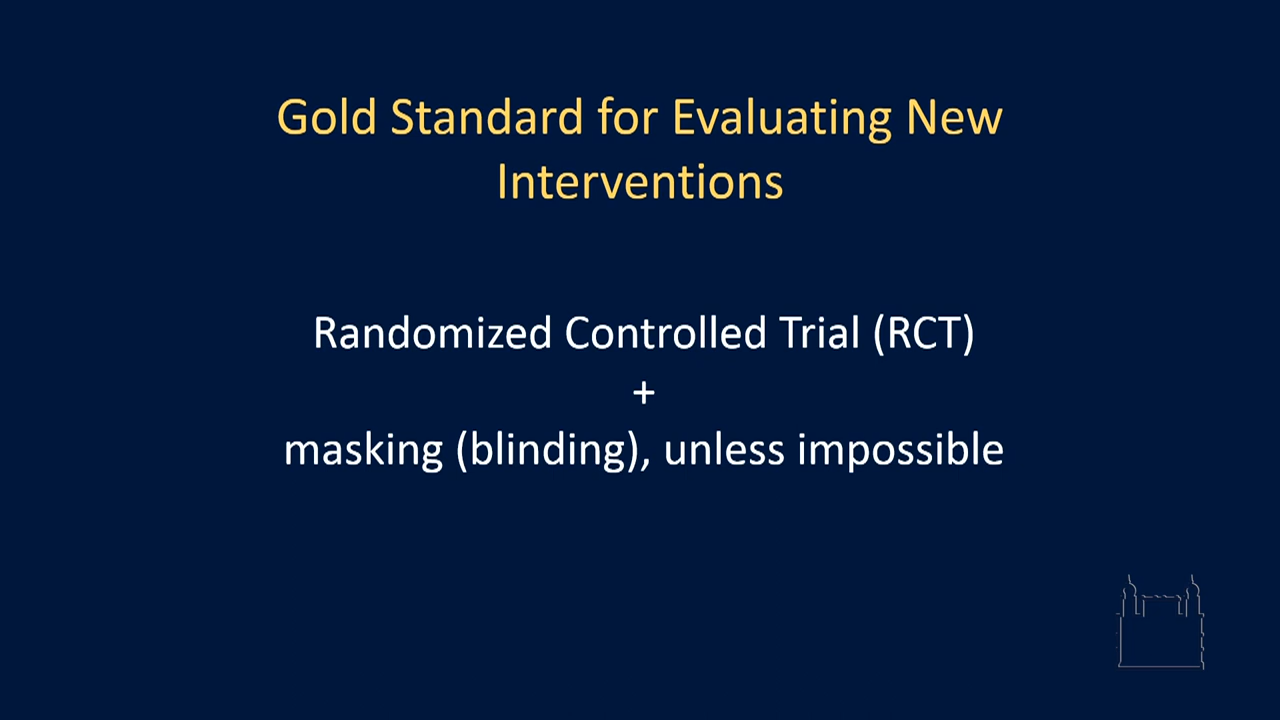 Gold Standard for Evaluating New
Interventions
Randomized Controlled Trial (RCT)
+
masking (blinding), unless impossible